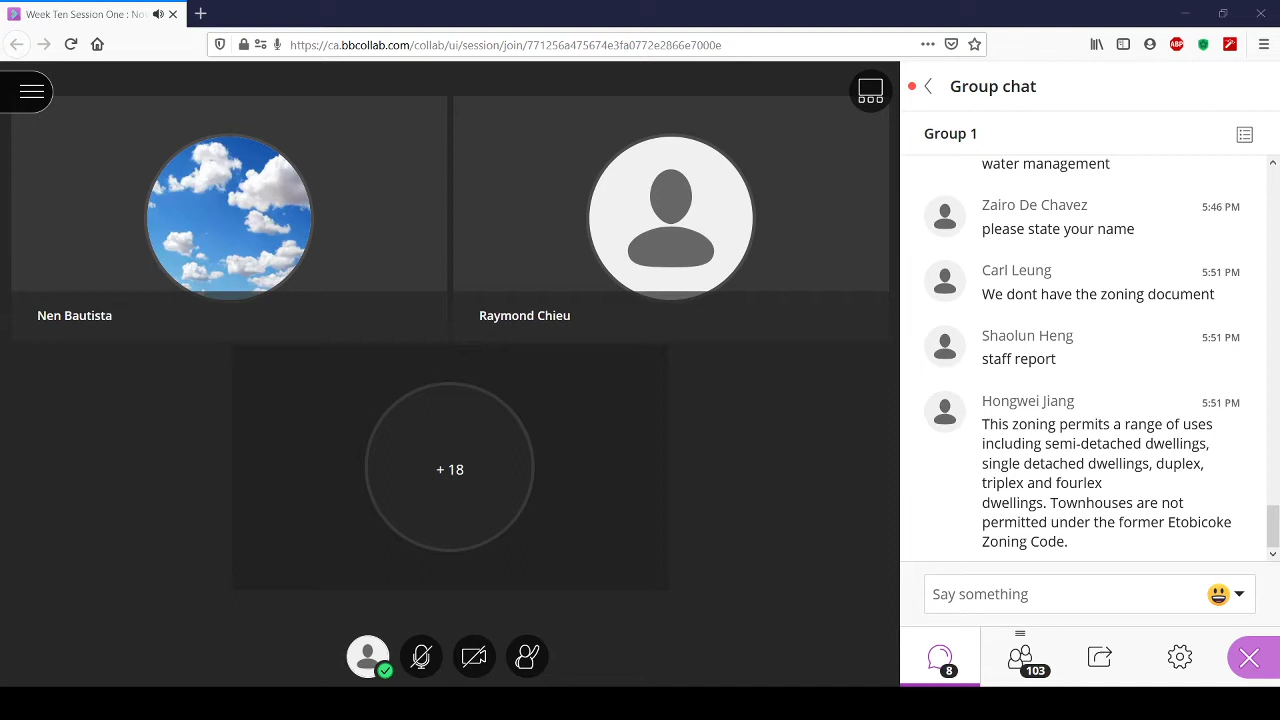 Week Ten Session One : No
https://ca.bbcollab.com/collab/ui/session/join/771256a475674e3fa0772e2866e7000e
ABP
Group chat
Group 1
water management
Zairo De Chavez
5:46 PM
please state your name
Carl Leung
5:51 PM
We dont have the zoning document
Shaolun Heng
5:51 PM
staff report
Hongwei Jiang
5:51 PM
This zoning permits a range of uses
including semi-detached dwellings,
single detached dwellings, duplex,
triplex and fourlex
dwellings. Townhouses are not
permitted under the former Etobicoke
Zoning Code.
Say something
8
103
Nen Bautista
Raymond Chieu
+ 18